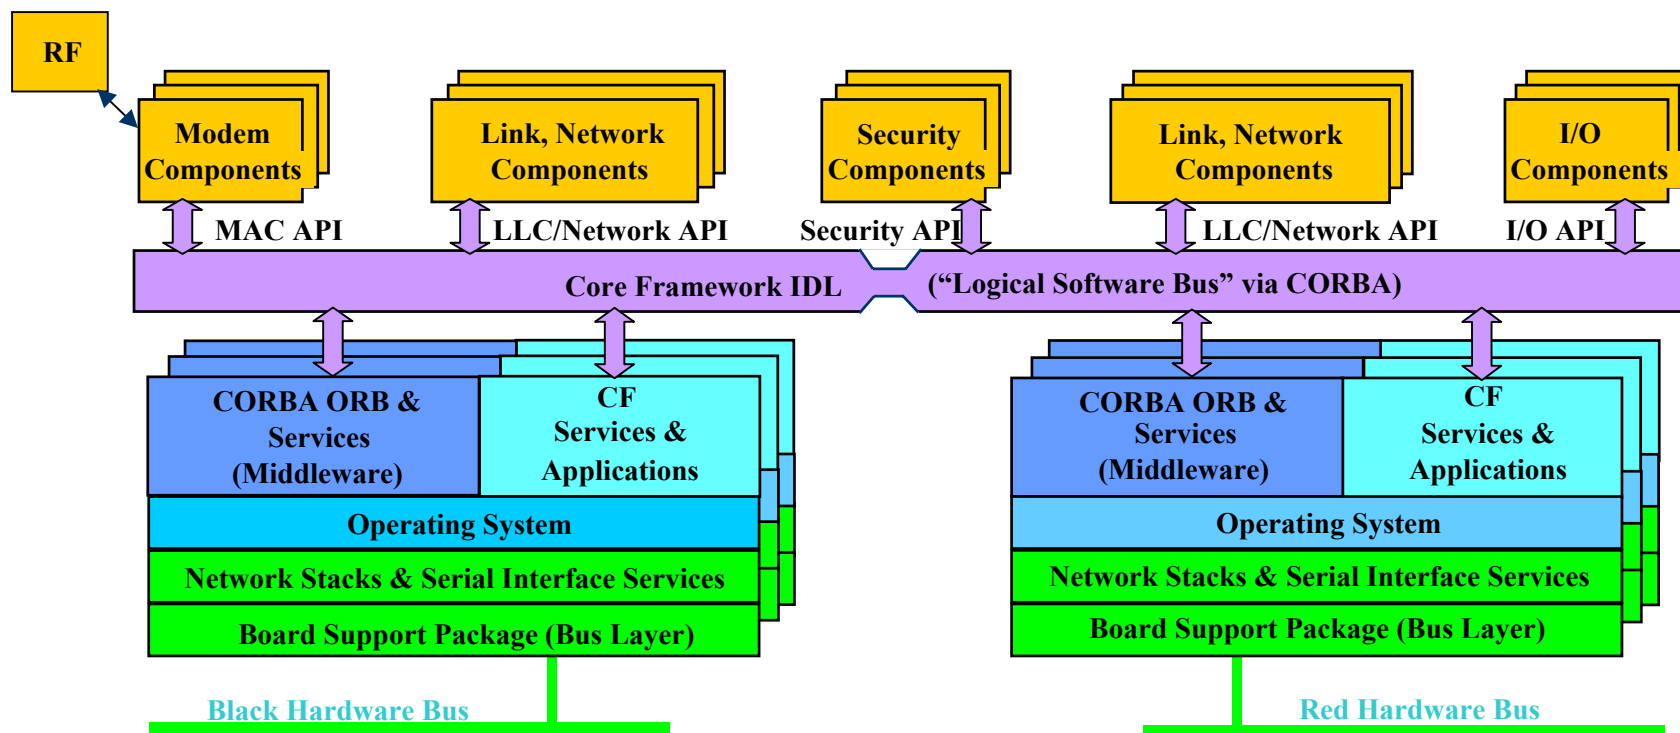 RF
Modem
Components
Link, Network
Components
Security
Components
Link, Network
Components
I/O
Components
MAC API
LLC/Network API
Security API
LLC/Network API
I/O API
Core Framework IDL
(“Logical Software Bus” via CORBA)
CORBA ORB &
Services
(Middleware)
CF
Services &
Applications
Operating System
Network Stacks & Serial Interface Services
Board Support Package (Bus Layer)
Black Hardware Bus
CORBA ORB &
Services
(Middleware)
CF
Services &
Applications
Operating System
Network Stacks & Serial Interface Services
Board Support Package (Bus Layer)
Red Hardware Bus